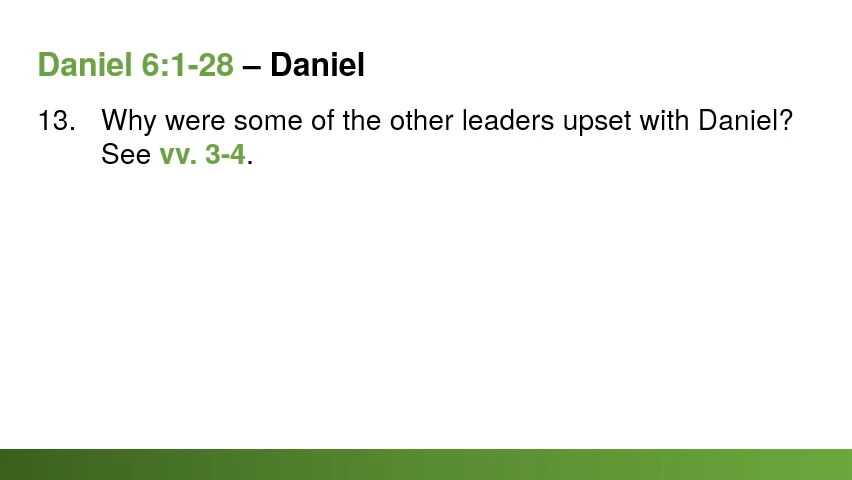 Daniel 6:1-28 – Daniel
13. Why were some of the other leaders upset with Daniel?
See vv. 3-4.